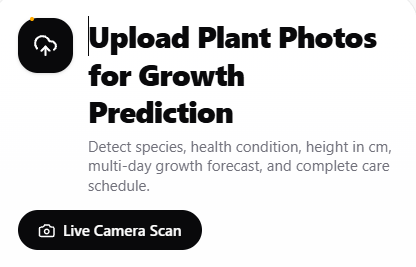 Upload Plant Photos
for Growth
Prediction
Detect species, health condition, height in cm,
multi-day growth forecast, and complete care
schedule.
Live Camera Scan